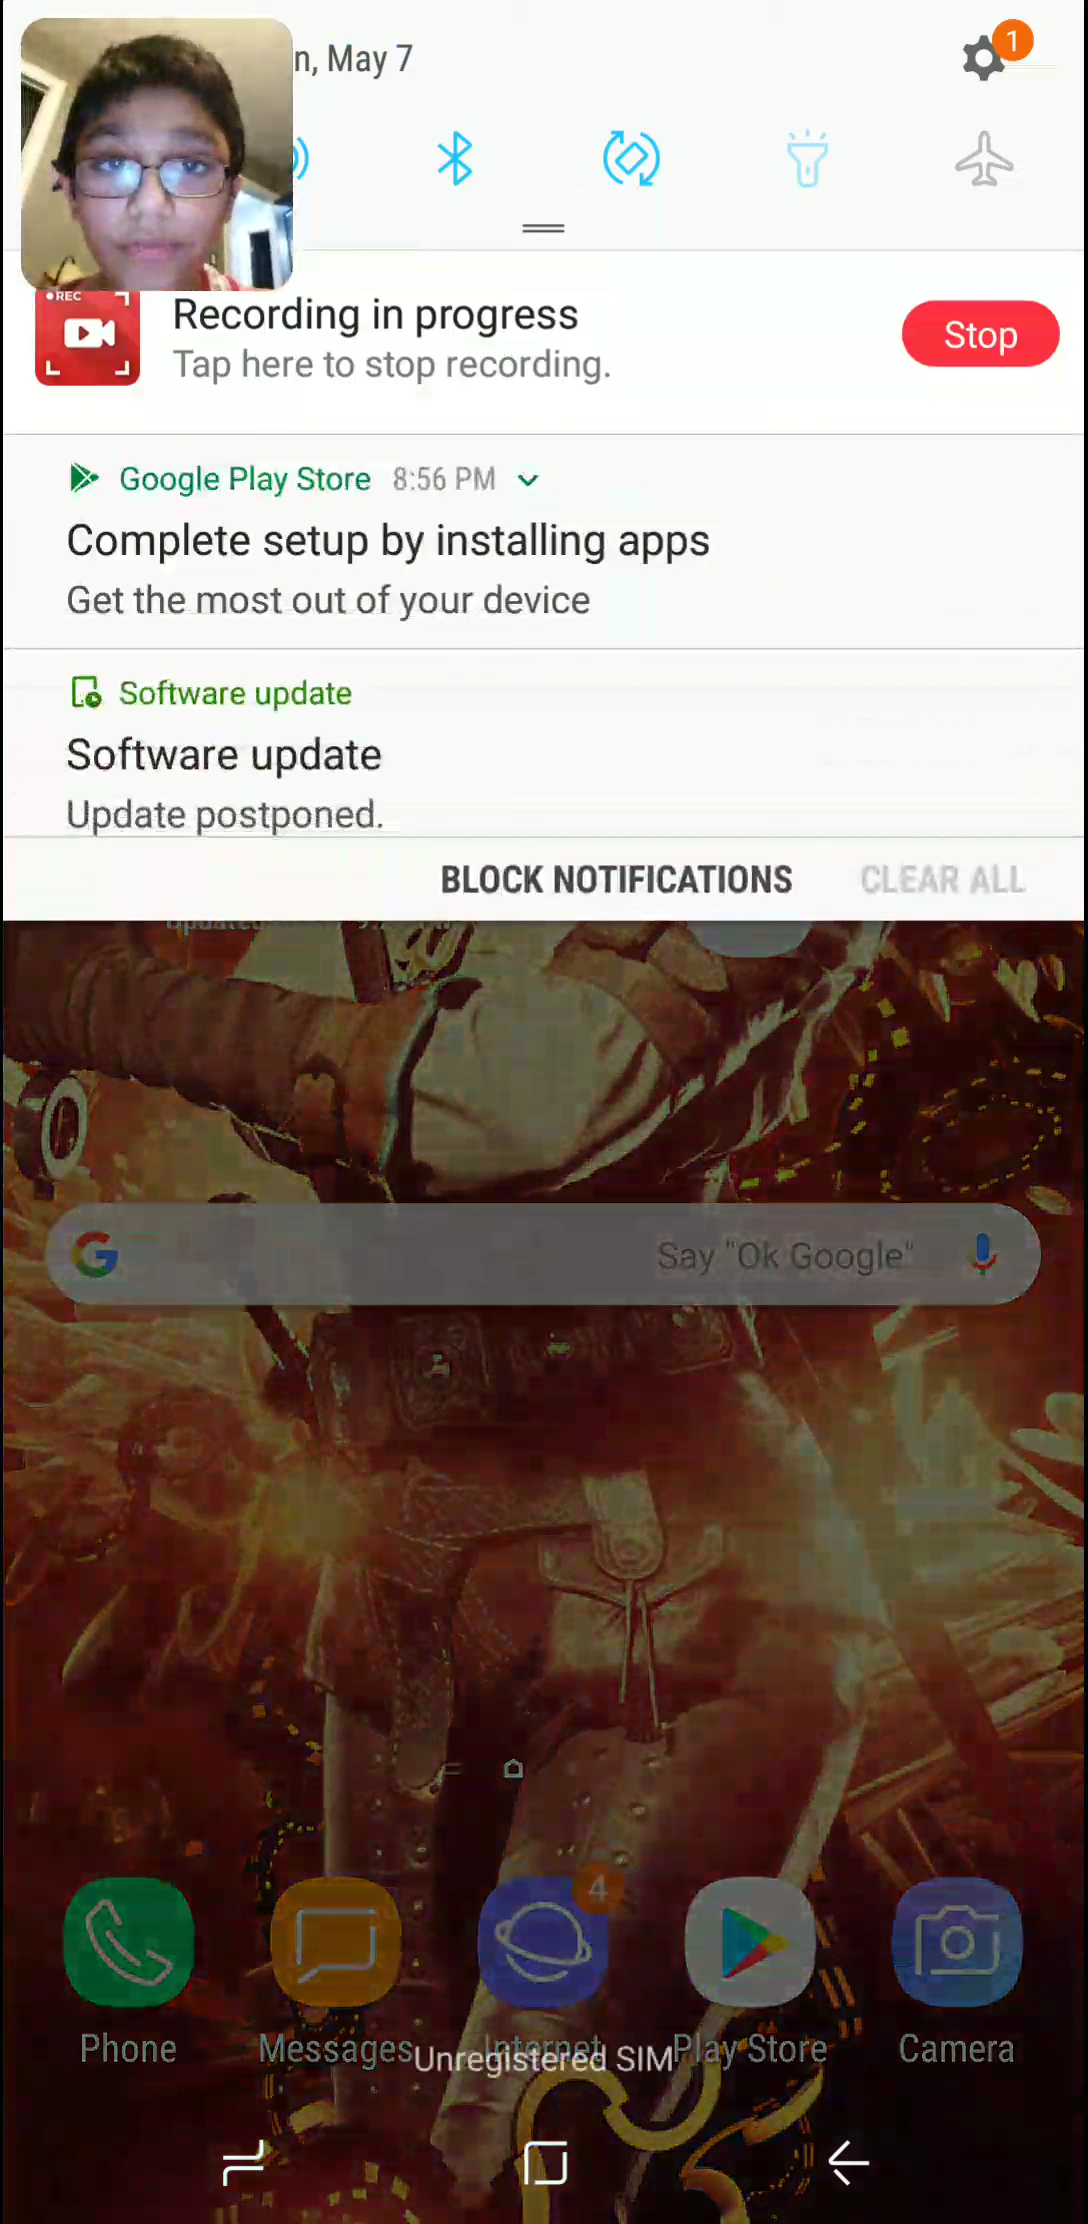 n, May 7
1
REC
Recording in progress
Tap here to stop recording.
Stop
Google Play Store 8:56 PM
Complete setup by installing apps
Get the most out of your device
Software update
Software update
Update postponed.
BLOCK NOTIFICATIONS CLEAR ALL
Say "Ok Google"
4
Phone Messages Internet Play Store Camera
Unregistered SIM